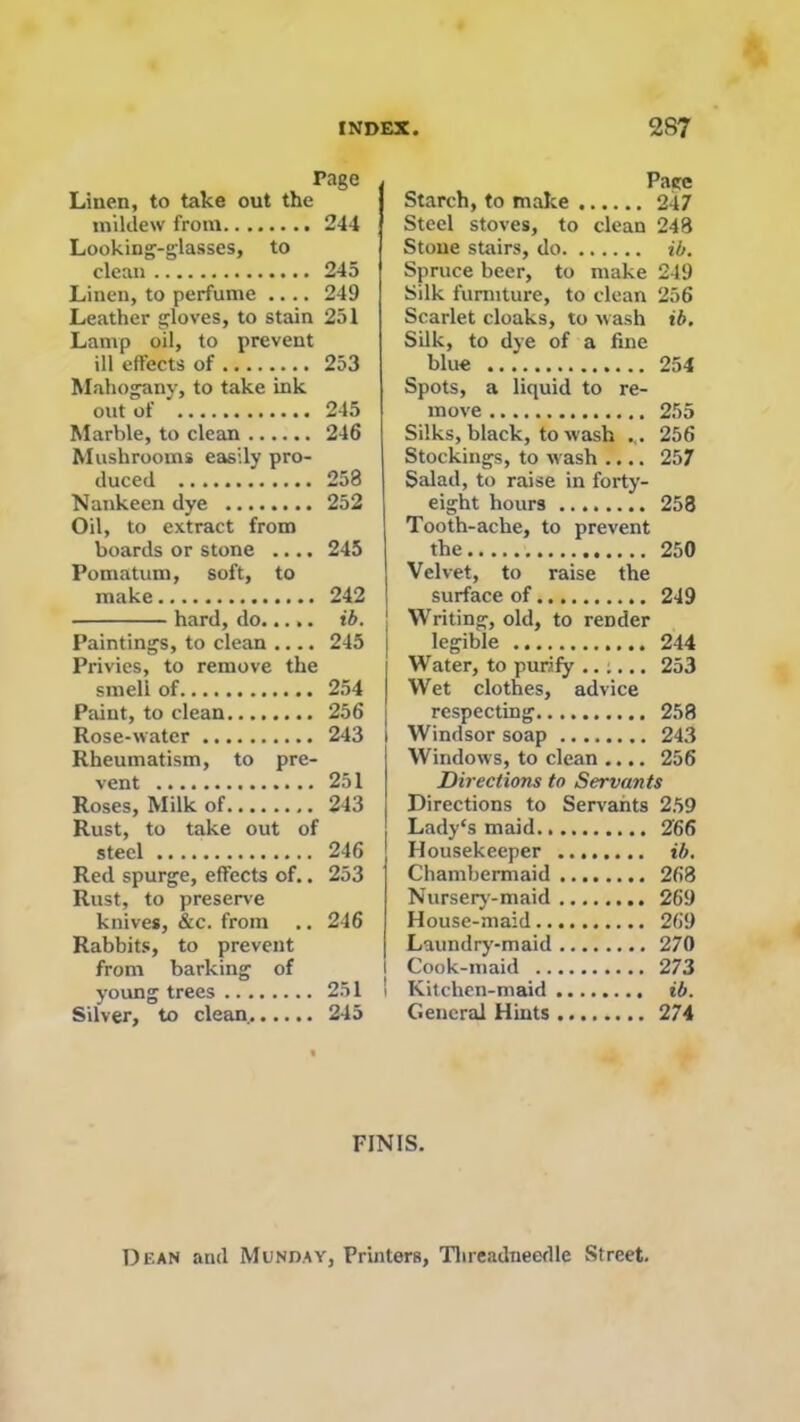 INDEX. 287
Page
Linen, to take out the
mildew from........ 244
Looking-glasses, to
clean .............. 245
Linen, to perfume .... 249
Leather gloves, to stain 251
Lamp oil, to prevent
ill effects of ........ 253
Mahogany, to take ink
out of ............ 245
Marble, to clean ...... 246
Mushrooms easily pro-
duced ............ 258
Nankeen dye ......... 252
Oil, to extract from
boards or stone .... 245
Pomatum, soft, to
make.............. 242
——— hard, do..... ib.
Paintings, to clean .... 245
Privies, to remove the
smell of............ 254
Paint, to clean........ 256
Rose-water .......... 243
Rheumatism, to pre-
vent .............. 251
Roses, Milk of........ 243
Rust, to take out of
steel .............. 246
Red spurge, effects of.. 253
Rust, to preserve
knives, &c. from .. 246
Rabbits, to prevent
from barking of
young trees ......... 251
Silver, to clean....... 245
Page
Starch, to make ...... 247
Steel stoves, to clean 248
Stone stairs, do. ....... ib.
Spruce beer, to make 249
Silk furniture, to clean 256
Scarlet cloaks, to wash ib.
Silk, to dye of a fine
blue .............. 254
Spots, a liquid to re-
move .............. 255
Silks, black, to wash ... 256
Stockings, to wash .... 257
Salad, to raise in forty-
eight hours ......... 258
Tooth-ache, to prevent
the................. 250
Velvet, to raise the
surface of.......... 249
Writing, old, to render
legible ............ 244
Water, to purify ...... 253
Wet clothes, advice
respecting.......... 258
Windsor soap ........ 243
Windows, to clean .... 256
Directions to Servants
Directions to Servants 259
Lady's maid.......... 266
Housekeeper ........ ib.
Chambermaid ........ 268
Nursery-maid ........ 269
House-maid.......... 269
Laundry-maid ........ 270
Cook-maid .......... 273
Kitchen-maid ........ ib.
General Hints ........ 274
FINIS.
DEAN and MUNDAY, Printers, Threadneedle Street.